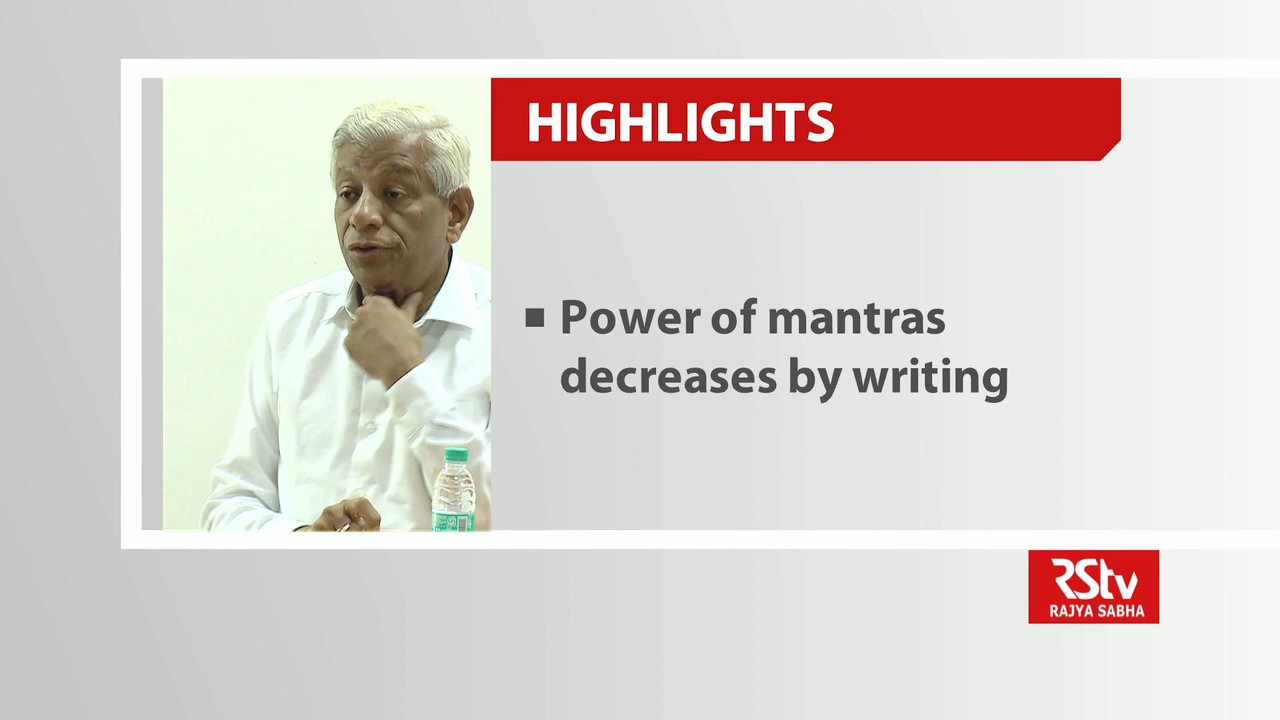 HIGHLIGHTS
Power of mantras
decreases by writing
RStv
RAJYA SABHA